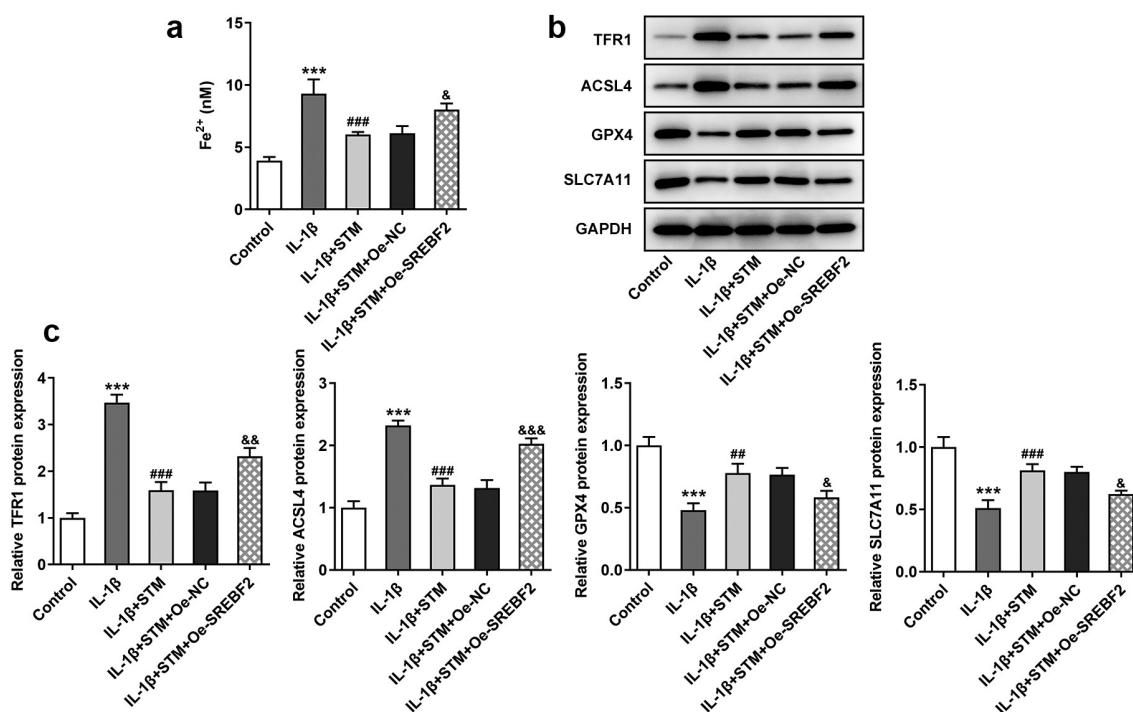 a
Fe2+ (nM)
15
10
5
0
***
###
&
Control
IL-1β
IL-1β+STM
IL-1β+STM+Oe-NC
IL-1β+STM+Oe-SREBF2
b
TFR1
ACSL4
GPX4
SLC7A11
GAPDH
Control
IL-1β
IL-1β+STM
IL-1β+STM+Oe-NC
IL-1β+STM+Oe-SREBF2
c
Relative TFR1 protein expression
4
3
2
1
0
***
###
&&
Control
IL-1β
IL-1β+STM
IL-1β+STM+Oe-NC
IL-1β+STM+Oe-SREBF2
Relative ACSL4 protein expression
3
2
1
0
***
###
&&&
Control
IL-1β
IL-1β+STM
IL-1β+STM+Oe-NC
IL-1β+STM+Oe-SREBF2
Relative GPX4 protein expression
1.5
1.0
0.5
0.0
***
##
&
Control
IL-1β
IL-1β+STM
IL-1β+STM+Oe-NC
IL-1β+STM+Oe-SREBF2
Relative SLC7A11 protein expression
1.5
1.0
0.5
0.0
***
###
&
Control
IL-1β
IL-1β+STM
IL-1β+STM+Oe-NC
IL-1β+STM+Oe-SREBF2